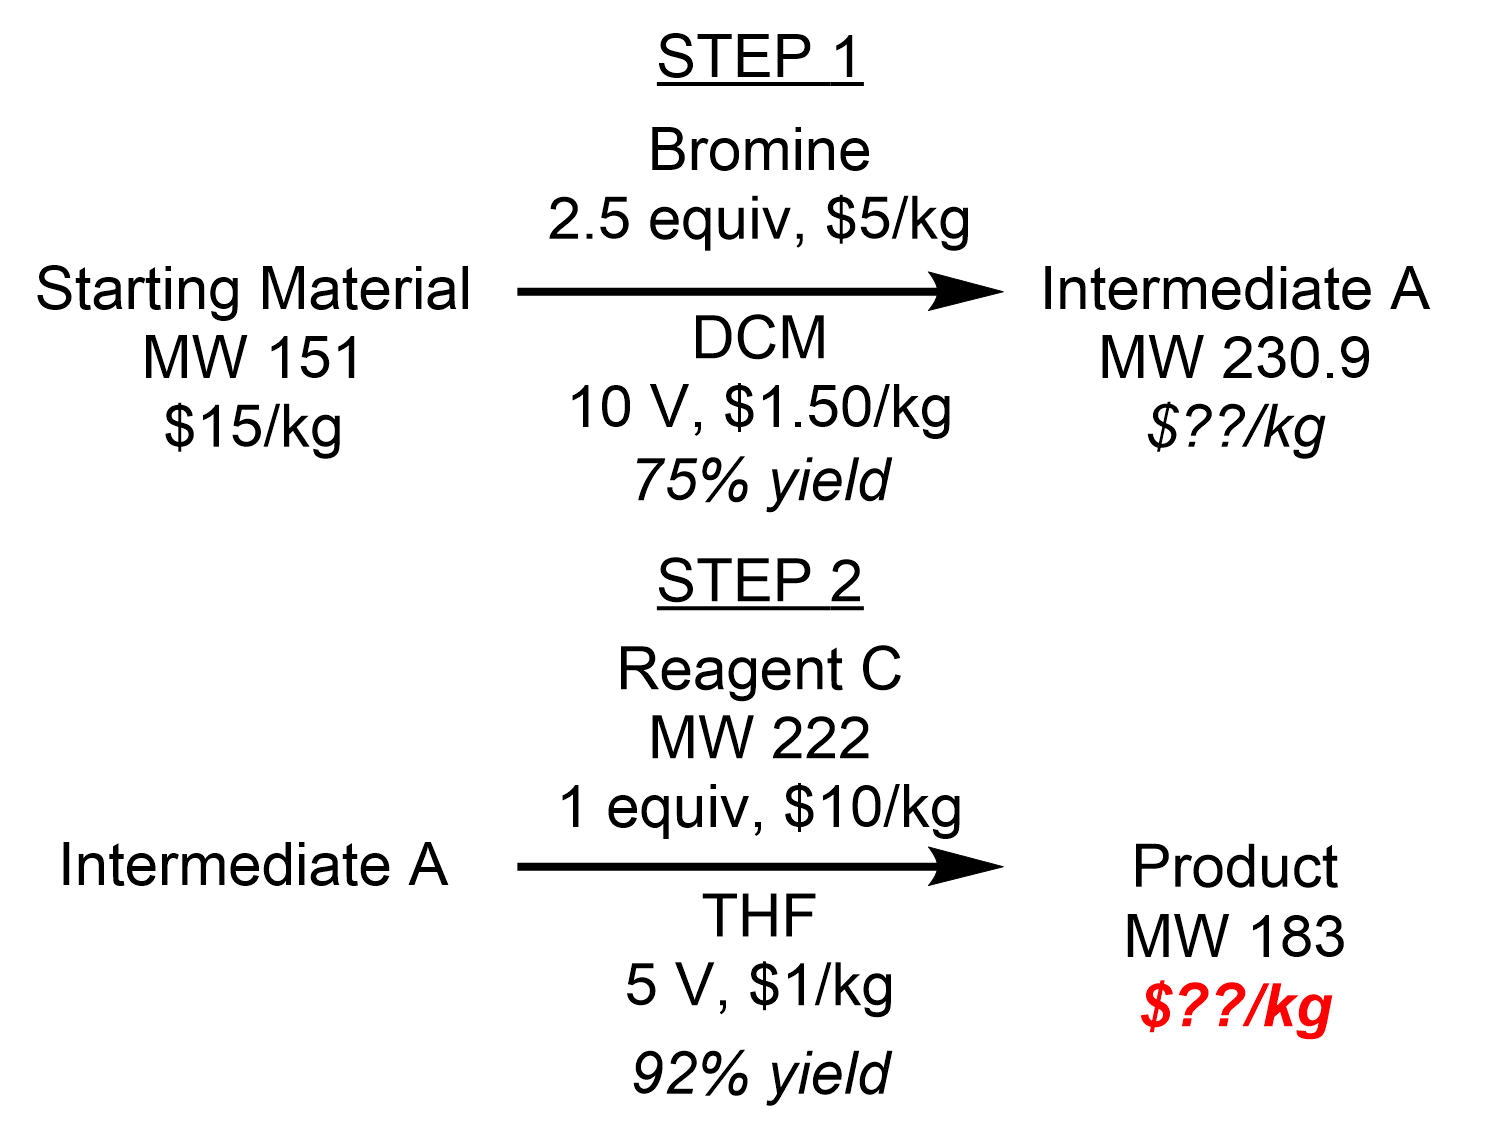 STEP 1
Bromine
2.5 equiv, $5/kg
Starting Material
MW 151
$15/kg
DCM
10 V, $1.50/kg
75% yield
Intermediate A
MW 230.9
$??/kg
STEP 2
Reagent C
MW 222
1 equiv, $10/kg
Intermediate A
THF
5 V, $1/kg
92% yield
Product
MW 183
$??/kg